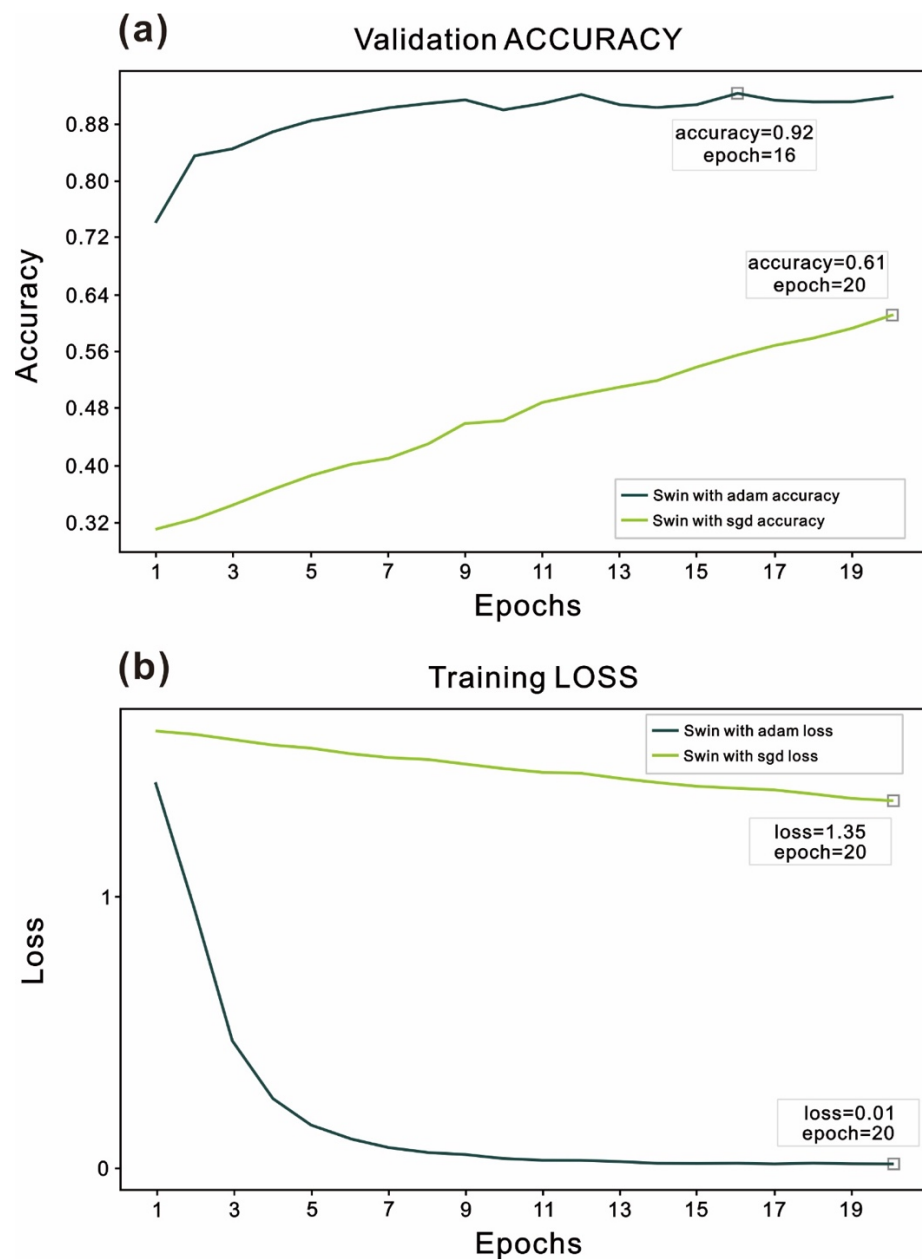 (a)
Validation ACCURACY
0.88
0.80
0.72
0.64
0.56
0.48
0.40
0.32
Accuracy
accuracy=0.92
epoch=16
accuracy=0.61
epoch=20
Swin with adam accuracy
Swin with sgd accuracy
1 3 5 7 9 11 13 15 17 19
Epochs
(b)
Training LOSS
Swin with adam loss
Swin with sgd loss
loss=1.35
epoch=20
1
Loss
loss=0.01
epoch=20
0
1 3 5 7 9 11 13 15 17 19
Epochs